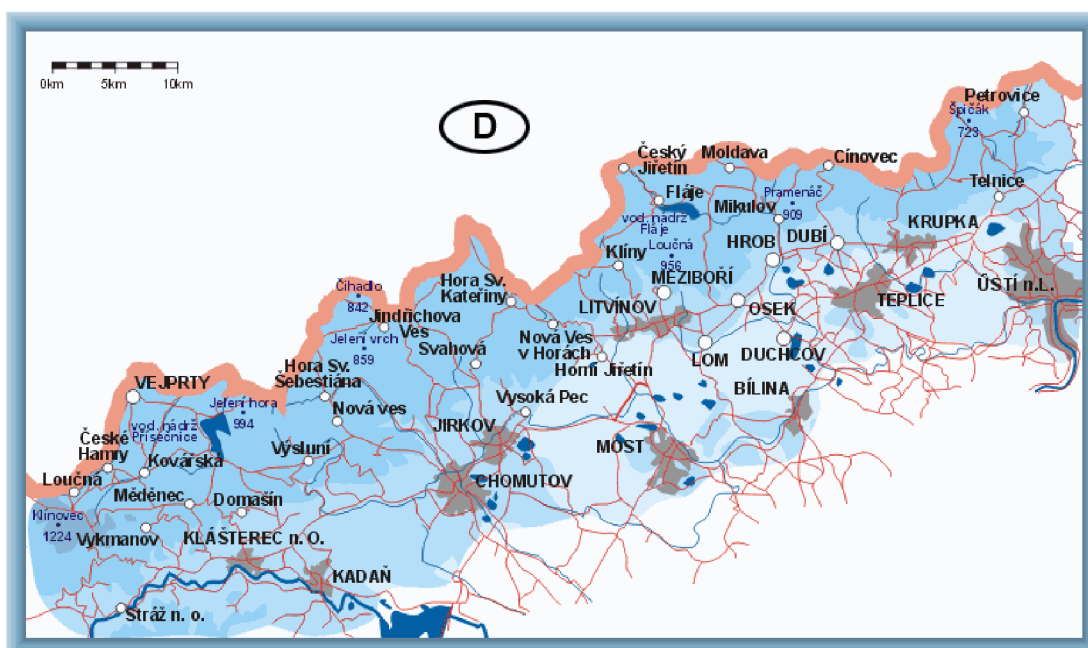 0km 5km 10km
D
Petrovice
Špičák
723
Český
Jiřetín
Moldava
Cínovec
Telnice
Fláje
Pramenáč
909
Mikulov
vod. nádrž
Fláje
KRUPKA
HROB
DUBÍ
Loučná
956
Klíny
MEZIBOŘÍ
ÚSTÍ n.L.
TEPLICE
Čihadlo
842
Hora Sv.
Kateřiny
LITVÍNOV
OSEK
Jindřichova
Ves
Jelení vrch
859
Svahová
Nová Ves
v Horách
Horní Jiřetín
LOM
DUCHCOV
Hora Sv.
Šebestiána
VEJPRTY
BÍLINA
Jelení hora
994
Nová ves
Vysoká Pec
vod. nádrž
Přísečnice
JIRKOV
České
Hamry
Kovářská
Výsluní
MOST
Loučná
CHOMUTOV
Měděnec
Domašín
Klínovec
1224
Vykmanov
KLÁŠTEREC n. O.
KADAŇ
Stráž n. o.